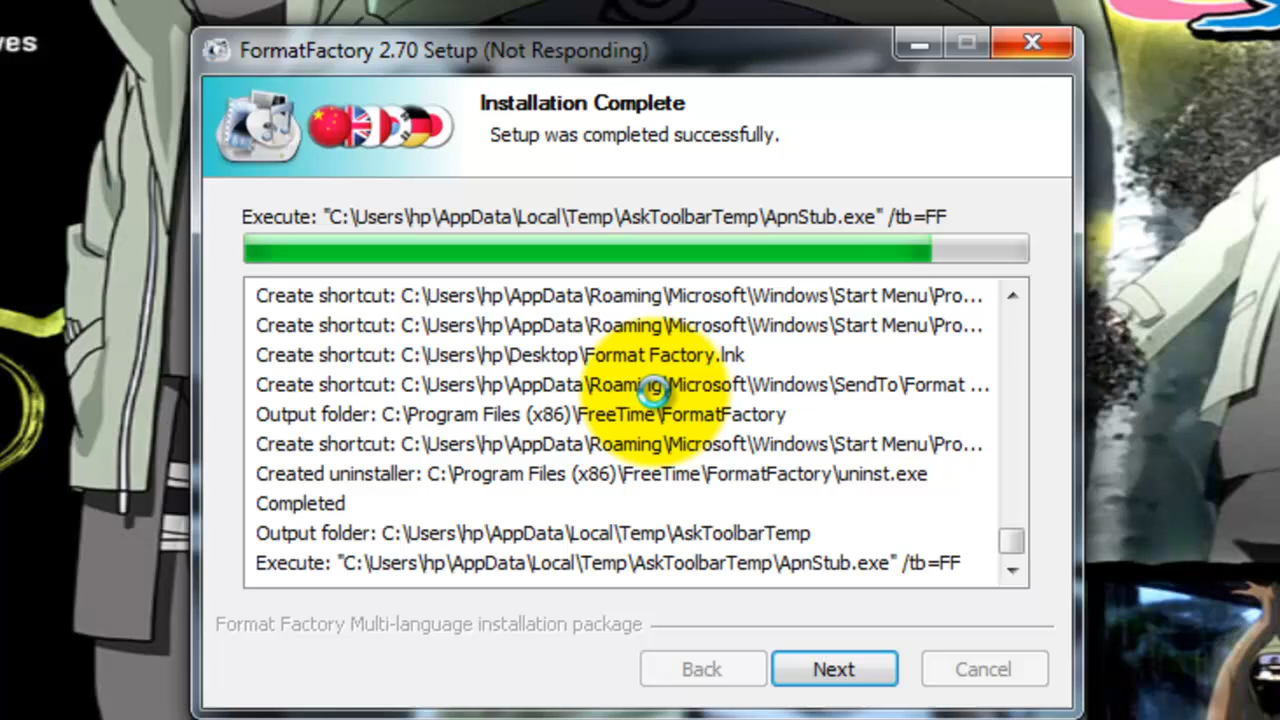 ves
FormatFactory 2.70 Setup (Not Responding)
Installation Complete
Setup was completed successfully.
Execute: "C:\Users\hp\AppData\Local\Temp\AskToolbarTemp\ApnStub.exe" /tb=FF
Create shortcut: C:\Users\hp\AppData\Roaming\Microsoft\Windows\Start Menu\Pro...
Create shortcut: C:\Users\hp\AppData\Roaming\Microsoft\Windows\Start Menu\Pro...
Create shortcut: C:\Users\hp\Desktop\Format Factory.lnk
Create shortcut: C:\Users\hp\AppData\Roaming\Microsoft\Windows\SendTo\Format ...
Output folder: C:\Program Files (x86)\FreeTime\FormatFactory
Create shortcut: C:\Users\hp\AppData\Roaming\Microsoft\Windows\Start Menu\Pro...
Created uninstaller: C:\Program Files (x86)\FreeTime\FormatFactory\uninst.exe
Completed
Output folder: C:\Users\hp\AppData\Local\Temp\AskToolbarTemp
Execute: "C:\Users\hp\AppData\Local\Temp\AskToolbarTemp\ApnStub.exe" /tb=FF
Format Factory Multi-language installation package
Back Next Cancel